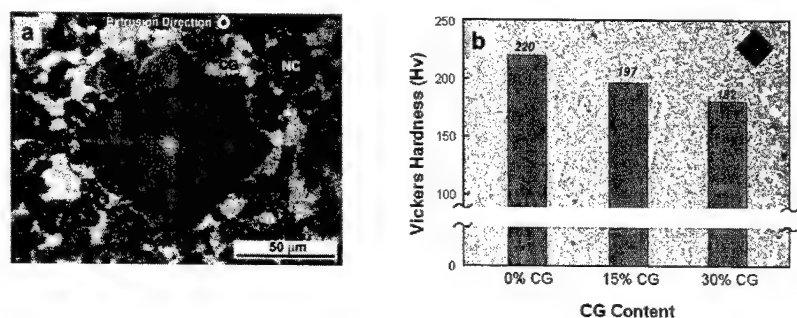 a
Extrusion Direction
CG
NC
50 µm
b
Vickers Hardness (Hv)
250
200
150
100
0
220
197
181
0% CG
15% CG
30% CG
CG Content